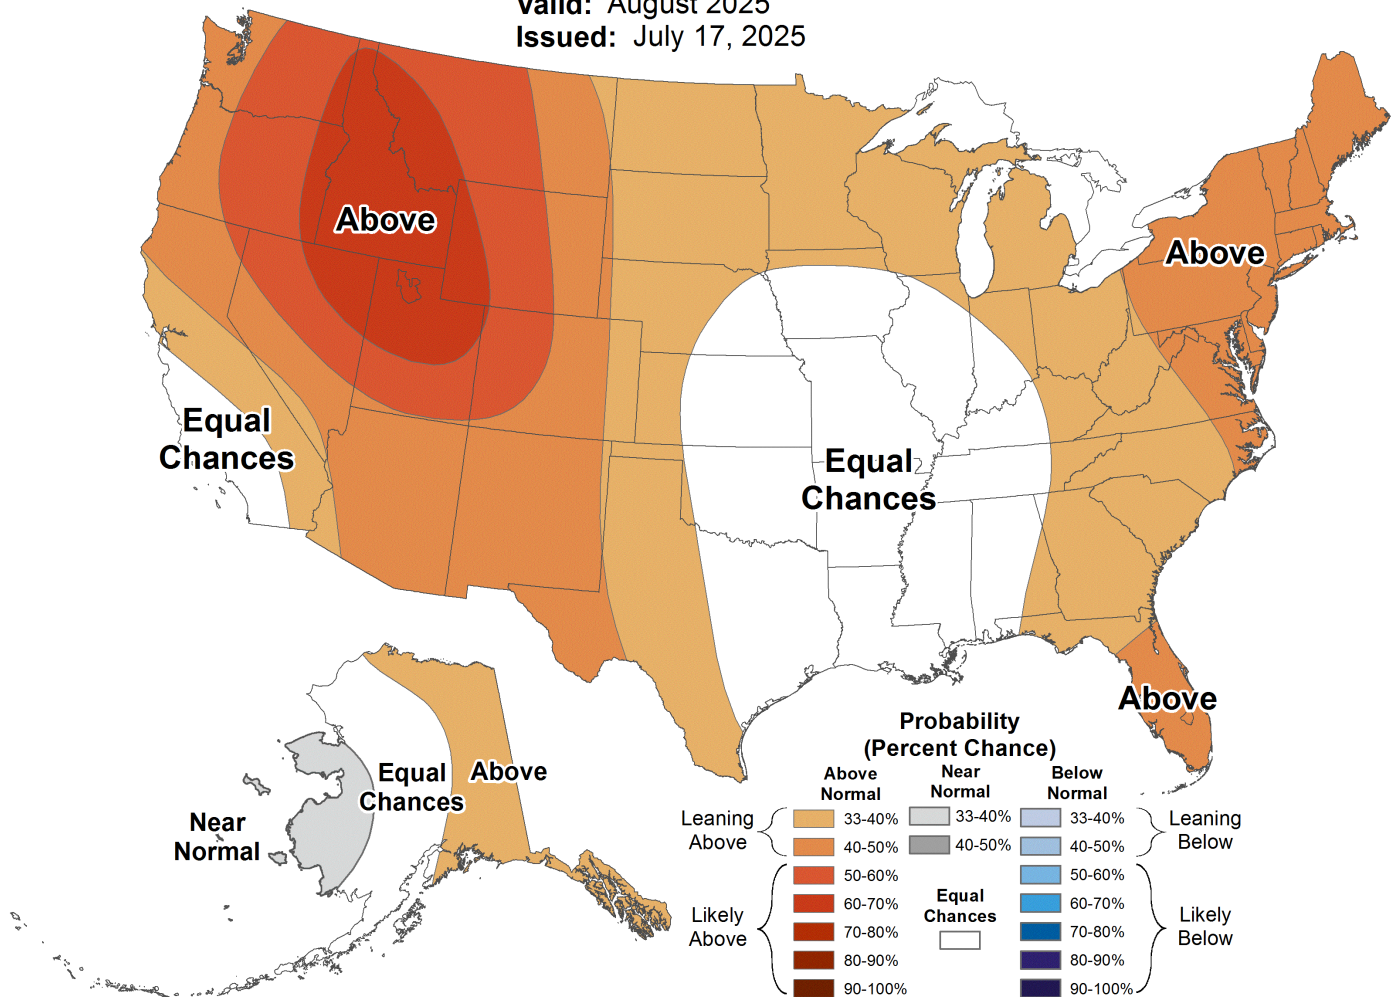 Valid: August 2025
Issued: July 17, 2025
Above
Above
Equal
Chances
Equal
Chances
Above
Equal
Chances
Above
Near
Normal
Probability
(Percent Chance)
Above
Normal
Near
Normal
Below
Normal
Leaning
Above
33-40%
33-40%
33-40%
Leaning
Below
40-50%
40-50%
40-50%
50-60%
50-60%
Likely
Above
60-70%
Equal
Chances
60-70%
Likely
Below
70-80%
70-80%
80-90%
80-90%
90-100%
90-100%